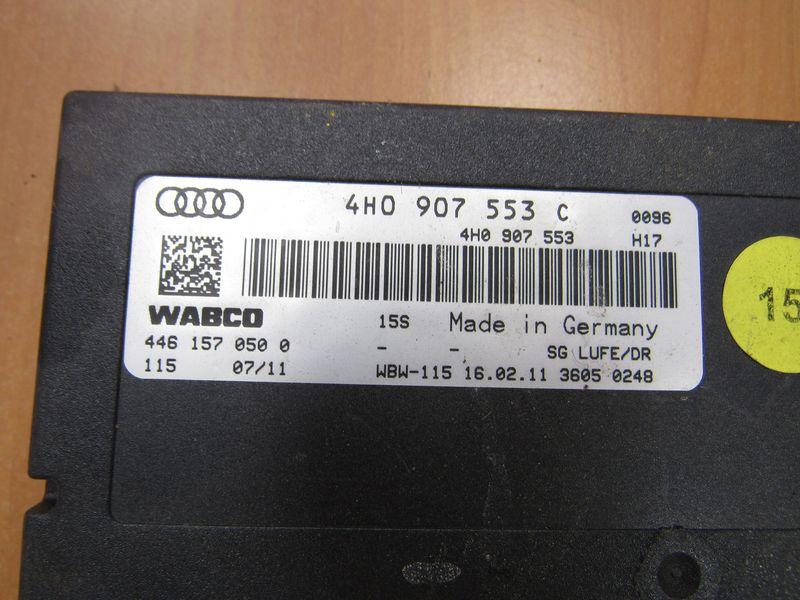 4H0 907 553 C 0096
4H0 907 553 H17
WABCO 15S Made in Germany
446 157 050 0 - - SG LUFE/DR
115 07/11 WBW-115 16.02.11 3605 0248
15